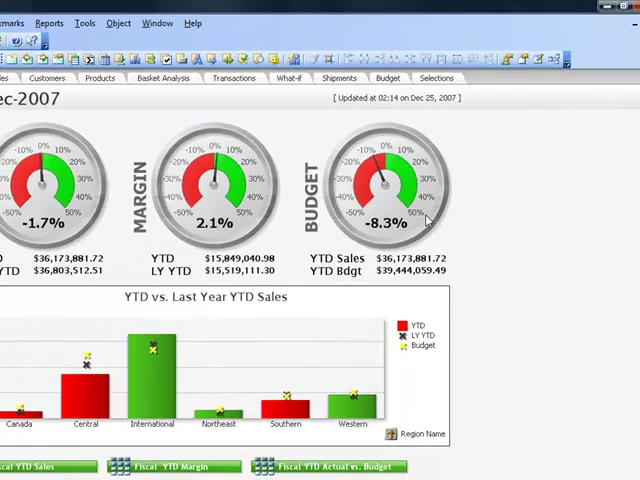 kmarks Reports Tools Object Window Help
les Customers Products Basket Analysis Transactions What-if Shipments Budget Selections
ec-2007
[ Updated at 02:14 on Dec 25, 2007 ]
-10% 0% 10% 20% 30% 40% 50% -50%
-1.7%
MARGIN
-50% -40% -30% -20% -10% 0% 10% 20% 30% 40% 50%
2.1%
BUDGET
-50% -40% -30% -20% -10% 0% 10% 20% 30% 40% 50%
-8.3%
D $36,173,881.72
YTD $36,803,512.51
YTD $15,849,040.98
LY YTD $15,519,111.30
YTD Sales $36,173,881.72
YTD Bdgt $39,444,059.49
YTD vs. Last Year YTD Sales
YTD
LY YTD
Budget
Canada Central International Northeast Southern Western
Region Name
scal YTD Sales
Fiscal YTD Margin
Fiscal YTD Actual vs. Budget